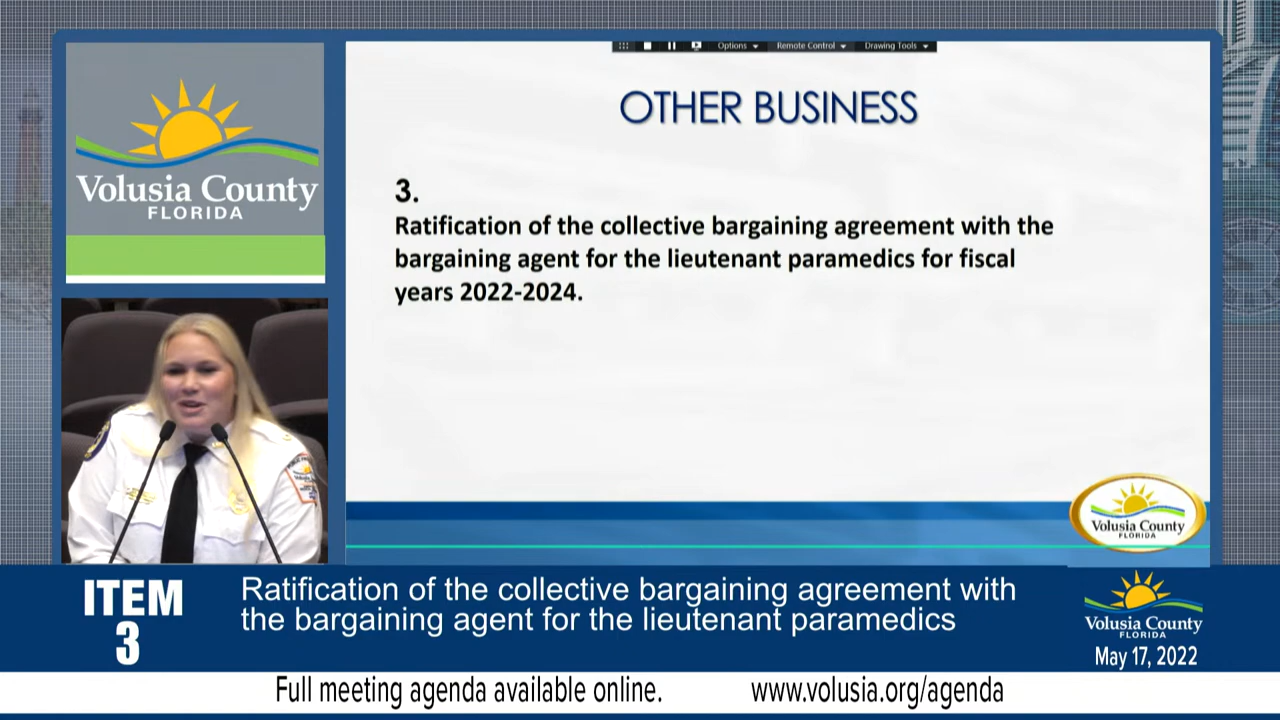 Options
Remote Control
Drawing Tools
Volusia County
FLORIDA
OTHER BUSINESS
3.
Ratification of the collective bargaining agreement with the
bargaining agent for the lieutenant paramedics for fiscal
years 2022-2024.
Volusia County
FLORIDA
ITEM
3
Ratification of the collective bargaining agreement with
the bargaining agent for the lieutenant paramedics
Volusia County
FLORIDA
May 17, 2022
Full meeting agenda available online.
www.volusia.org/agenda